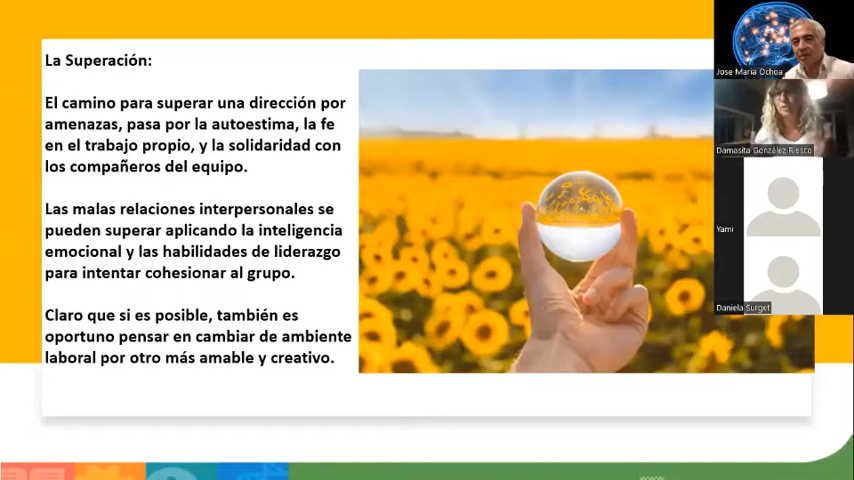 La Superación:
El camino para superar una dirección por
amenazas, pasa por la autoestima, la fe
en el trabajo propio, y la solidaridad con
los compañeros del equipo.
Las malas relaciones interpersonales se
pueden superar aplicando la inteligencia
emocional y las habilidades de liderazgo
para intentar cohesionar al grupo.
Claro que si es posible, también es
oportuno pensar en cambiar de ambiente
laboral por otro más amable y creativo.
Jose Maria Ochoa
Damasita González Riesco
Yami
Daniela Surget
www